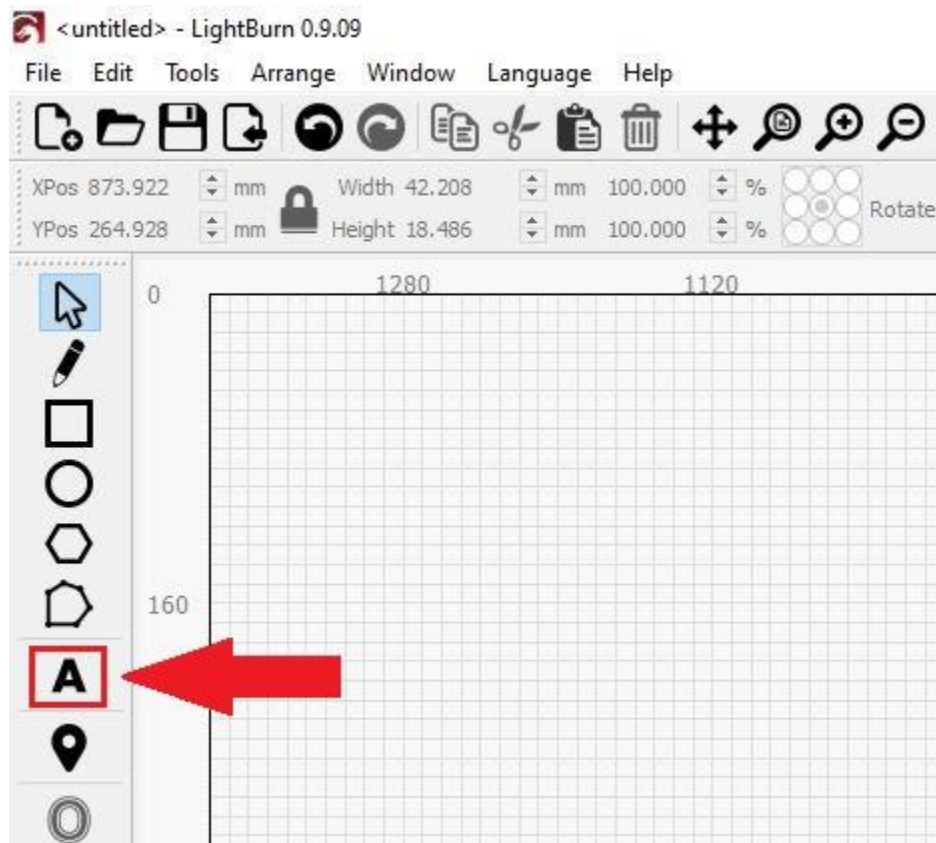 <untitled> - LightBurn 0.9.09
File Edit Tools Arrange Window Language Help
XPos 873.922 mm Width 42.208 mm 100.000 %
YPos 264.928 mm Height 18.486 mm 100.000 %
Rotate
1280 1120
0
160
A